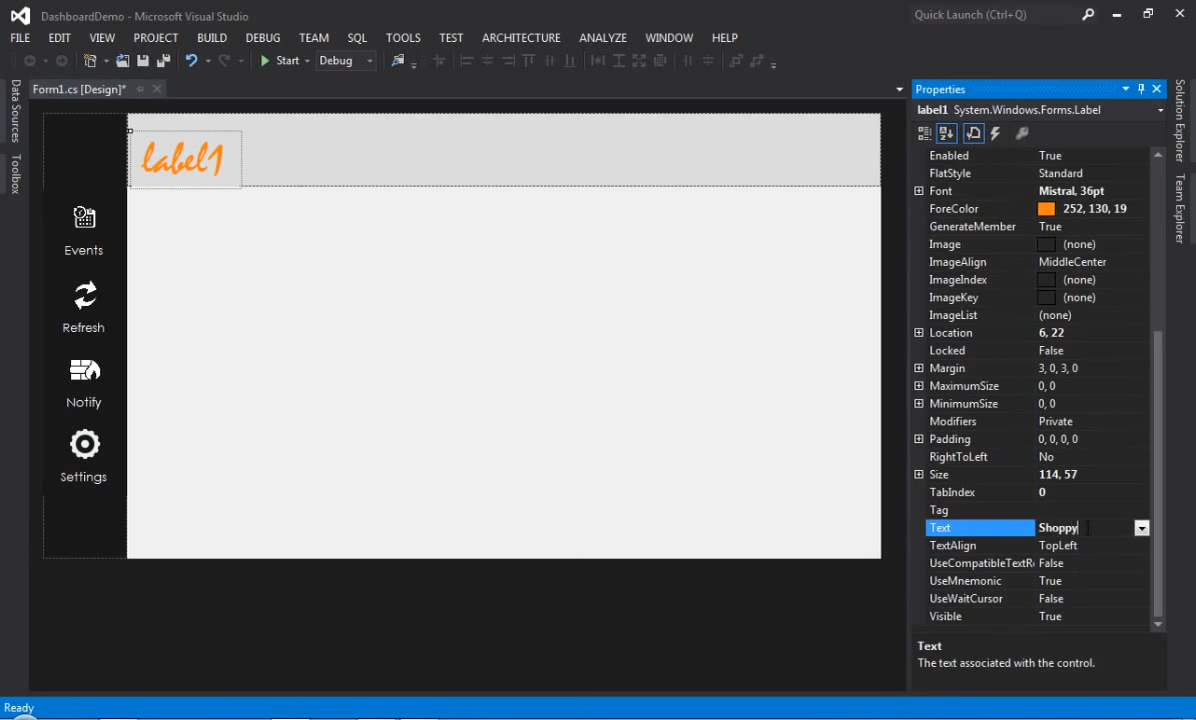 DashboardDemo - Microsoft Visual Studio
Quick Launch (Ctrl+Q)
FILE EDIT VIEW PROJECT BUILD DEBUG TEAM SQL TOOLS TEST ARCHITECTURE ANALYZE WINDOW HELP
Start Debug
Form1.cs [Design]*
Data Sources
Toolbox
label1
Events
Refresh
Notify
Settings
Properties
label1 System.Windows.Forms.Label
Enabled True
FlatStyle Standard
Font Mistral, 36pt
ForeColor 252, 130, 19
GenerateMember True
Image (none)
ImageAlign MiddleCenter
ImageIndex (none)
ImageKey (none)
ImageList (none)
Location 6, 22
Locked False
Margin 3, 0, 3, 0
MaximumSize 0, 0
MinimumSize 0, 0
Modifiers Private
Padding 0, 0, 0, 0
RightToLeft No
Size 114, 57
TabIndex 0
Tag
Text Shoppy
TextAlign TopLeft
UseCompatibleTextR False
UseMnemonic True
UseWaitCursor False
Visible True
Text
The text associated with the control.
Solution Explorer
Team Explorer
Ready